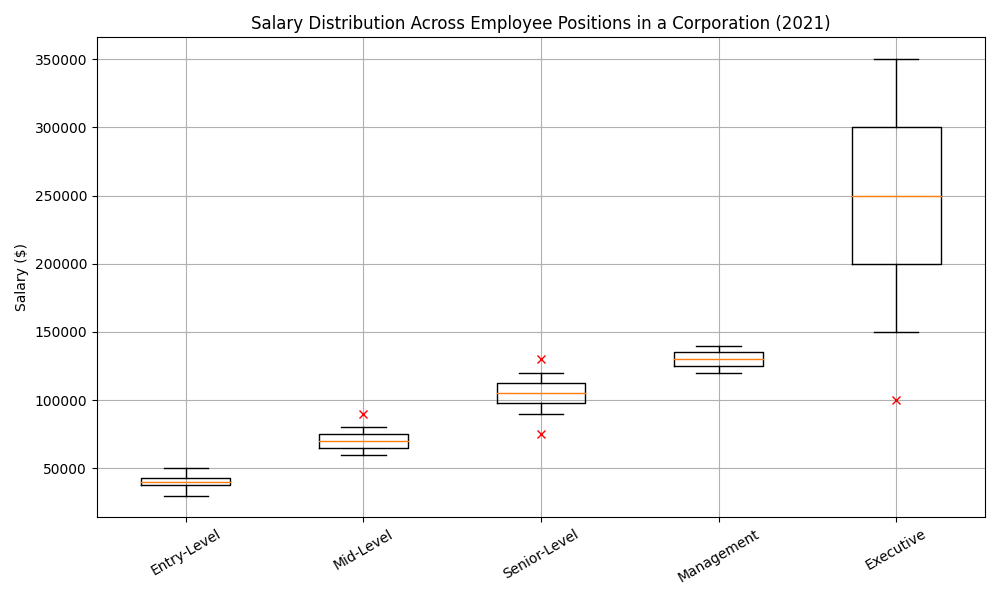 Salary Distribution Across Employee Positions in a Corporation (2021)
Salary ($)
350000
300000
250000
200000
150000
100000
50000
Entry-Level
Mid-Level
Senior-Level
Management
Executive